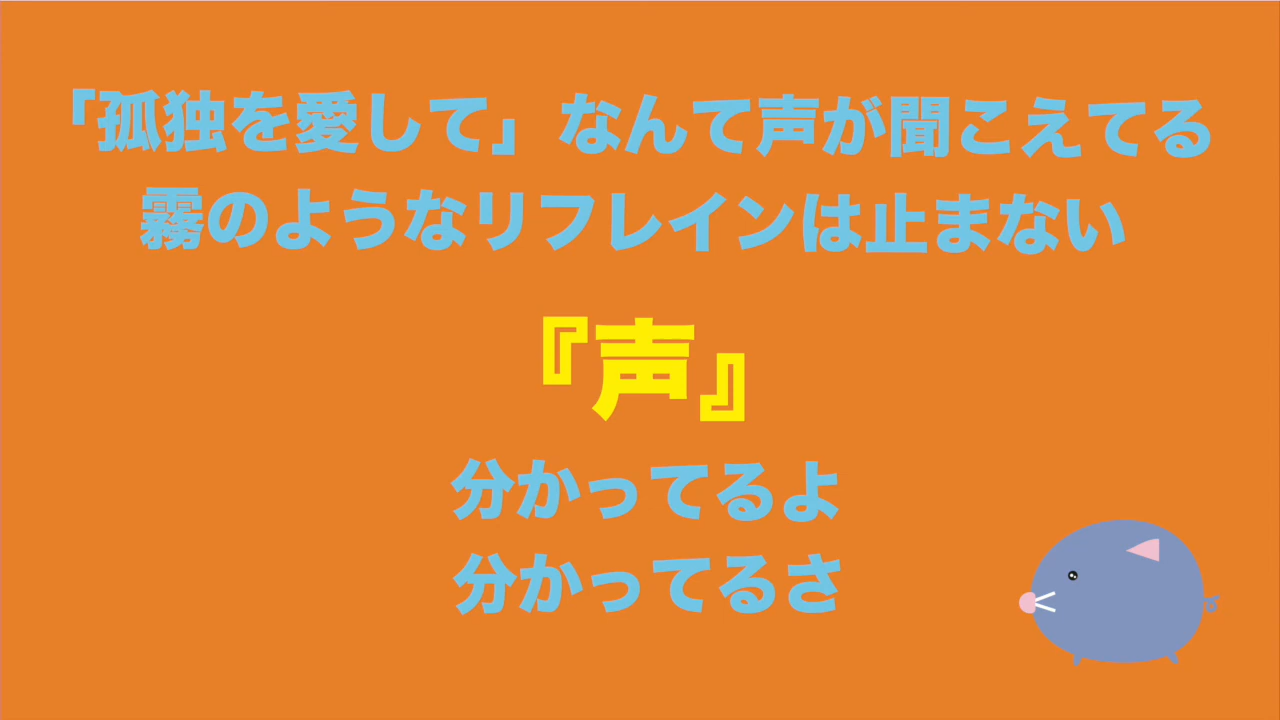 「孤独を愛して」なんて声が聞こえてる
霧のようなリフレインは止まない
『声』
分かってるよ
分かってるさ